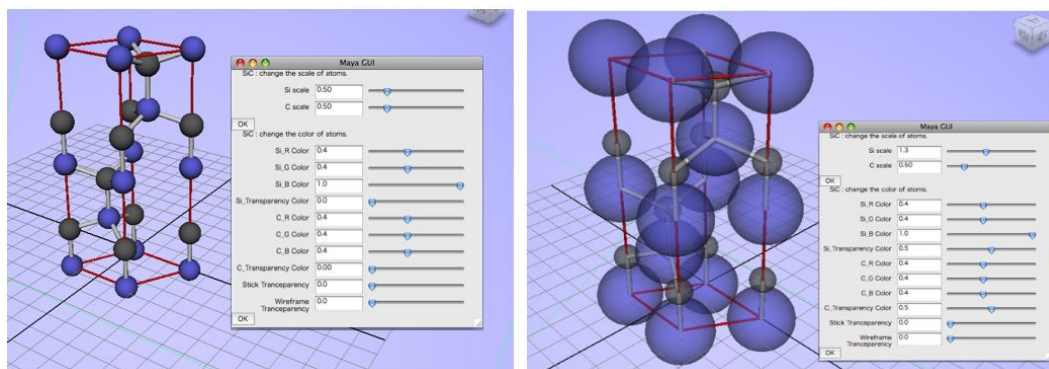 Maya GUI
SiC : change the scale of atoms.
Si scale 0.50
C scale 0.50
OK
SiC : change the color of atoms.
Si_R Color 0.4
Si_G Color 0.4
Si_B Color 1.0
Si_Transparency Color 0.0
C_R Color 0.4
C_G Color 0.4
C_B Color 0.4
C_Transparency Color 0.00
Stick Tranceparency 0.0
Wireframe 0.0
Tranceparency
OK
Maya GUI
SiC : change the scale of atoms.
Si scale 1.3
C scale 0.50
OK
SiC : change the color of atoms.
Si_R Color 0.4
Si_G Color 0.4
Si_B Color 1.0
Si_Transparency Color 0.5
C_R Color 0.4
C_G Color 0.4
C_B Color 0.4
C_Transparency Color 0.5
Stick Tranceparency 0.0
Wireframe 0.0
Tranceparency
OK